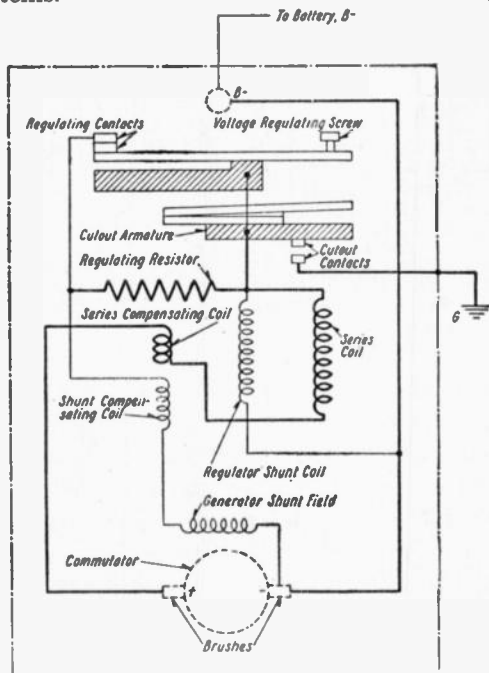 To Battery, B-
B-
Regulating Contacts
Voltage Regulating Screw
Cutout Armature
Regulating Resistor
Cutout
Contacts
Series Compensating Coil
G
Series
Coil
Shunt Compen-
sating Coil
Regulator Shunt Coil
Generator Shunt Field
Commutator
+
-
Brushes